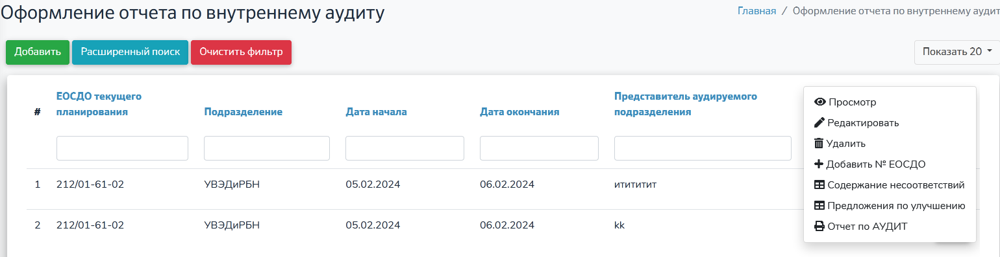 Оформление отчета по внутреннему аудиту
Главная / Оформление отчета по внутреннему аудит
Добавить Расширенный поиск Очистить фильтр
Показать 20
# ЕОСДО текущего планирования Подразделение Дата начала Дата окончания Представитель аудируемого подразделения
1 212/01-61-02 УВЭДиРБН 05.02.2024 06.02.2024 итититит
2 212/01-61-02 УВЭДиРБН 05.02.2024 06.02.2024 kk
Просмотр
Редактировать
Удалить
Добавить № ЕОСДО
Содержание несоответствий
Предложения по улучшению
Отчет по АУДИТ